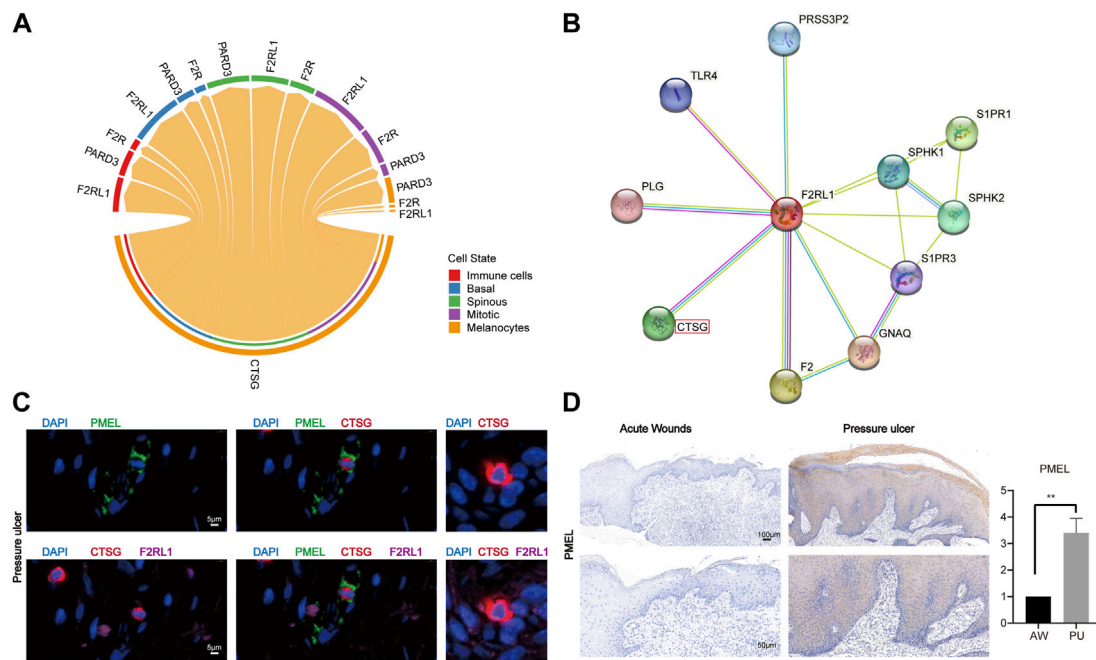 A
PARD3
F2R
PARD3
F2RL1
F2R
F2RL1
F2RL1
F2R
F2R
PARD3
PARD3
PARD3
F2RL1
F2R
F2RL1
CTSG
Cell State
Immune cells
Basal
Spinous
Mitotic
Melanocytes
B
PRSS3P2
TLR4
S1PR1
SPHK1
PLG
F2RL1
SPHK2
S1PR3
CTSG
GNAQ
F2
C
Pressure ulcer
DAPI PMEL
DAPI PMEL CTSG
DAPI CTSG
5μm
5μm
DAPI CTSG F2RL1
DAPI PMEL CTSG F2RL1
DAPI CTSG F2RL1
5μm
5μm
D
Acute Wounds
Pressure ulcer
PMEL
100μm
50μm
PMEL
**
5
4
3
2
1
0
AW PU